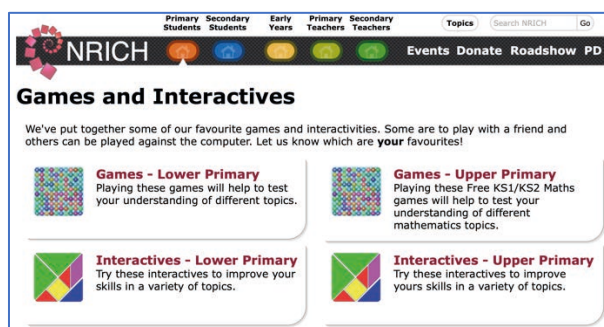 Primary Students
Secondary Students
Early Years
Primary Teachers
Secondary Teachers
Topics
Search NRICH
Go
NRICH
Events Donate Roadshow PD
Games and Interactives
We've put together some of our favourite games and interactivities. Some are to play with a friend and
others can be played against the computer. Let us know which are your favourites!
Games - Lower Primary
Playing these games will help to test
your understanding of different topics.
Games - Upper Primary
Playing these Free KS1/KS2 Maths
games will help to test your
understanding of different
mathematics topics.
Interactives - Lower Primary
Try these interactives to improve your
skills in a variety of topics.
Interactives - Upper Primary
Try these interactives to improve
yours skills in a variety of topics.